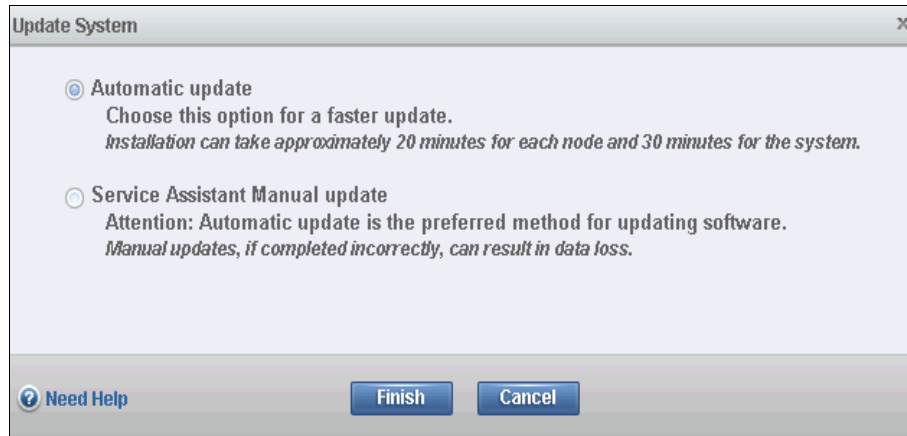 Update System
x
Automatic update
Choose this option for a faster update.
Installation can take approximately 20 minutes for each node and 30 minutes for the system.
Service Assistant Manual update
Attention: Automatic update is the preferred method for updating software.
Manual updates, if completed incorrectly, can result in data loss.
? Need Help
Finish
Cancel